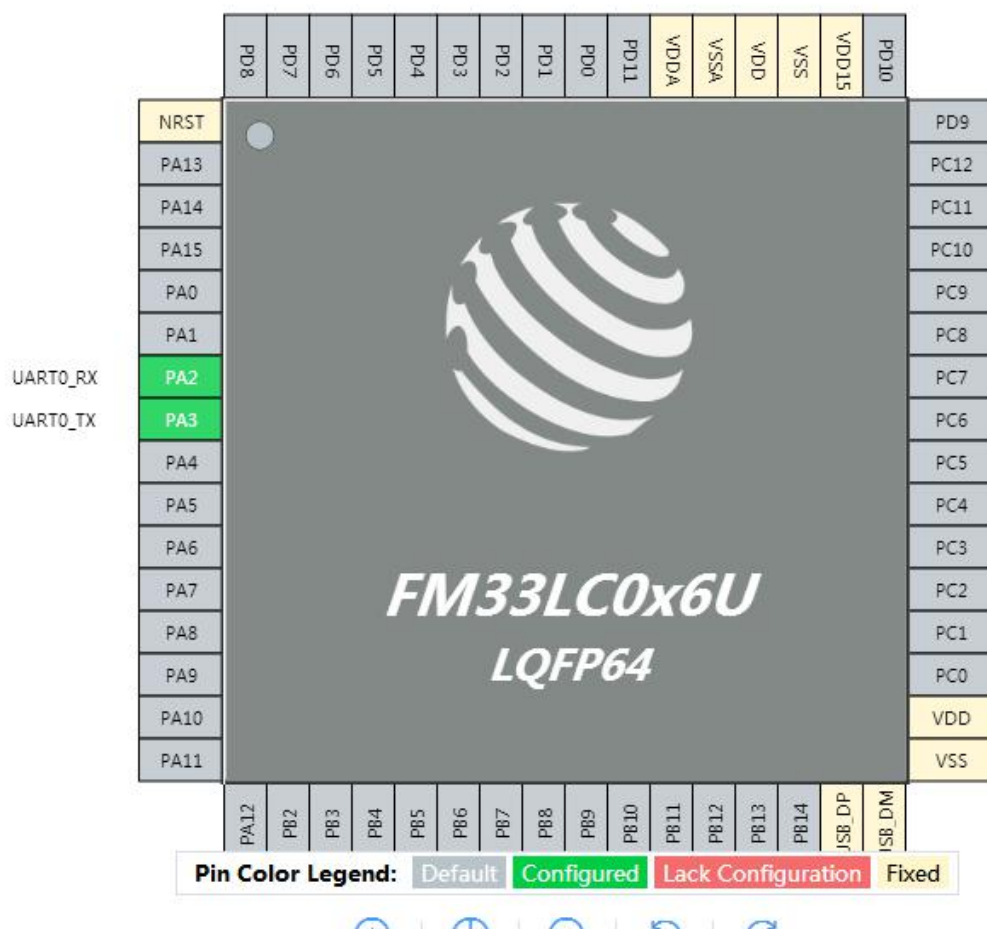 PD8 PD7 PD6 PD5 PD4 PD3 PD2 PD1 PD0 PD11 VDDA VSSA VDD VSS VDD15 PD10
NRST PD9
PA13 PC12
PA14 PC11
PA15 PC10
PA0 PC9
PA1 PC8
UART0_RX PA2 PC7
UART0_TX PA3 PC6
PA4 PC5
PA5 PC4
PA6 PC3
PA7 PC2
FM33LC0x6U
PA8 PC1
LQFP64
PA9 PC0
PA10 VDD
PA11 VSS
PA12 PB2 PB3 PB4 PB5 PB6 PB7 PB8 PB9 PB10 PB11 PB12 PB13 PB14 JSB_DP JSB_DM
Pin Color Legend: Default Configured Lack Configuration Fixed